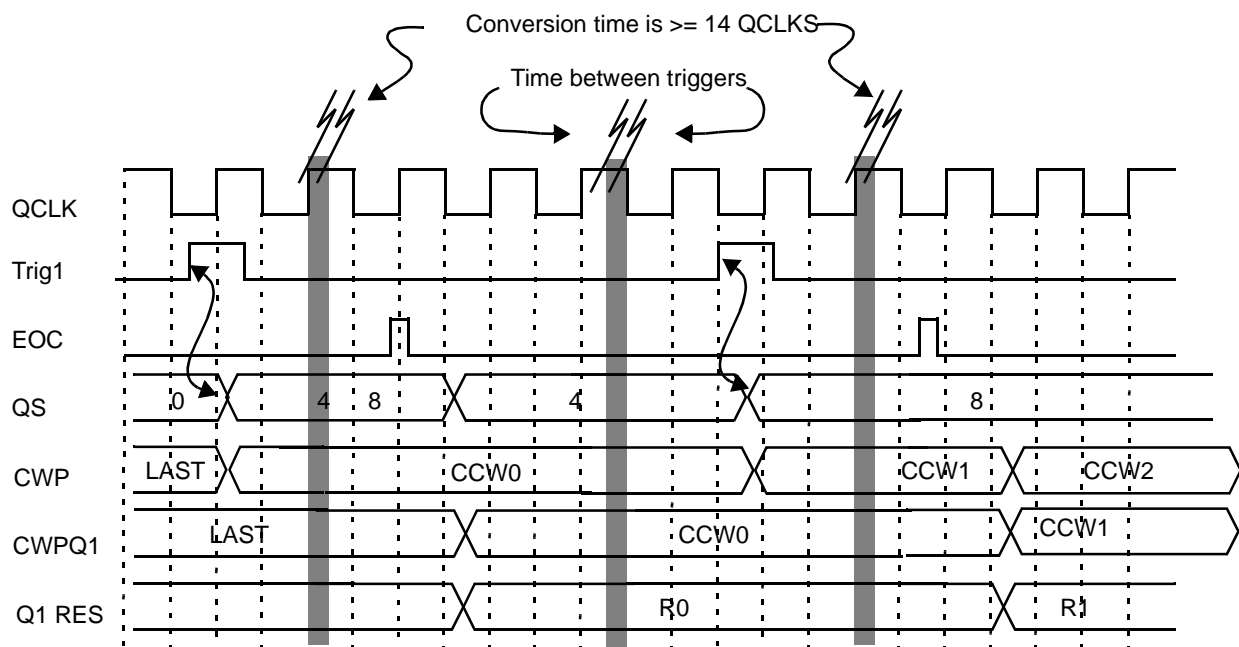 Conversion time is >= 14 QCLKS
Time between triggers
QCLK
Trig1
EOC
QS 0 4 8 4 8
CWP LAST CCW0 CCW1 CCW2
CWPQ1 LAST CCW0 CCW1
Q1 RES R0 R1